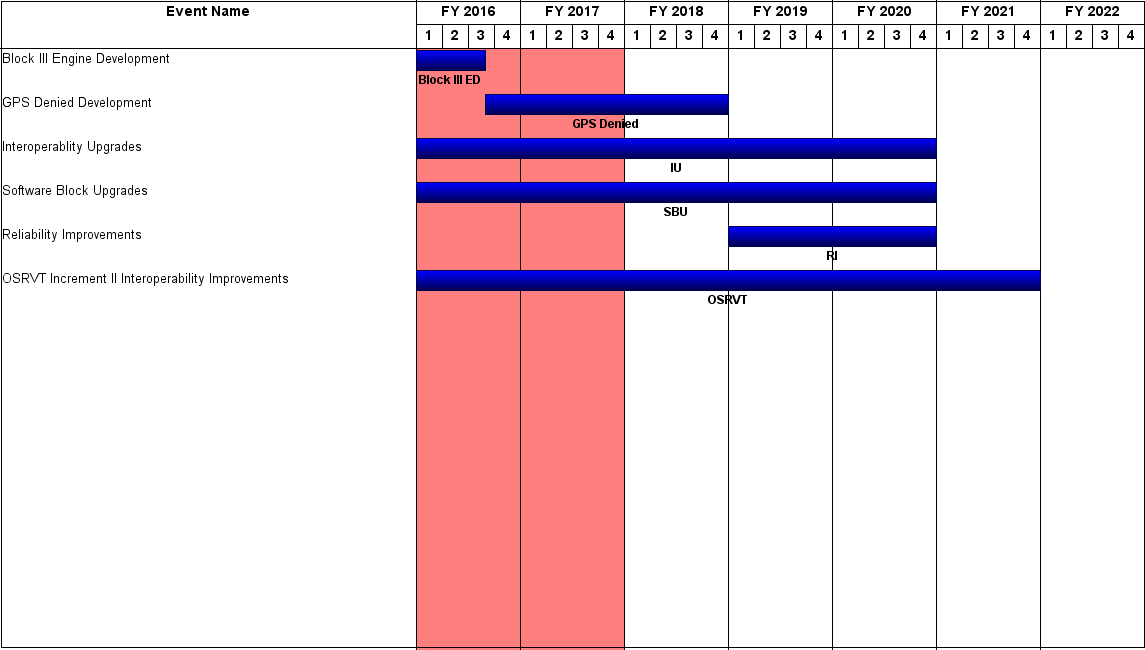 Event Name FY 2016 FY 2017 FY 2018 FY 2019 FY 2020 FY 2021 FY 2022
1 2 3 4 1 2 3 4 1 2 3 4 1 2 3 4 1 2 3 4 1 2 3 4 1 2 3 4
Block III Engine Development
Block III ED
GPS Denied Development
GPS Denied
Interoperablity Upgrades
IU
Software Block Upgrades
SBU
Reliability Improvements
RI
OSRVT Increment II Interoperability Improvements
OSRVT